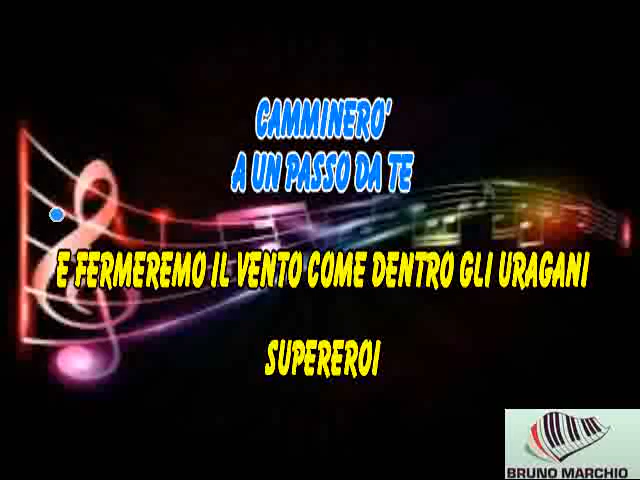 CAMMINERO'
A UN PASSO DA TE
E FERMEREMO IL VENTO COME DENTRO GLI URAGANI
SUPEREROI
BRUNO MARCHIO